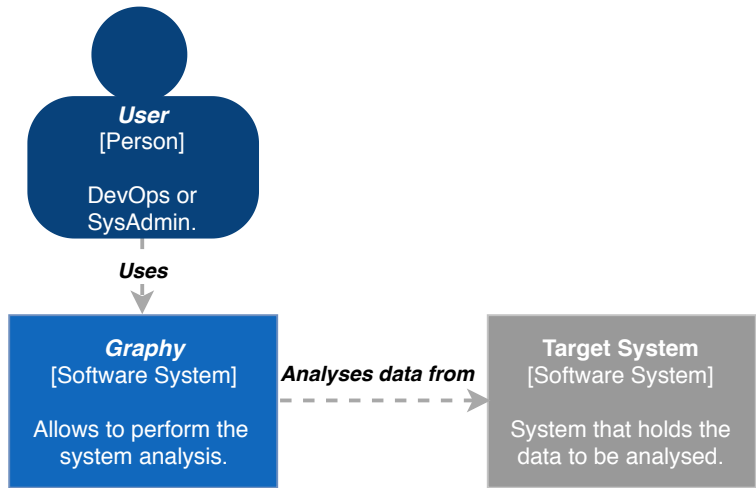 User
[Person]
DevOps or
SysAdmin.
Uses
Graphy
[Software System]
Allows to perform the
system analysis.
Analyses data from
Target System
[Software System]
System that holds the
data to be analysed.